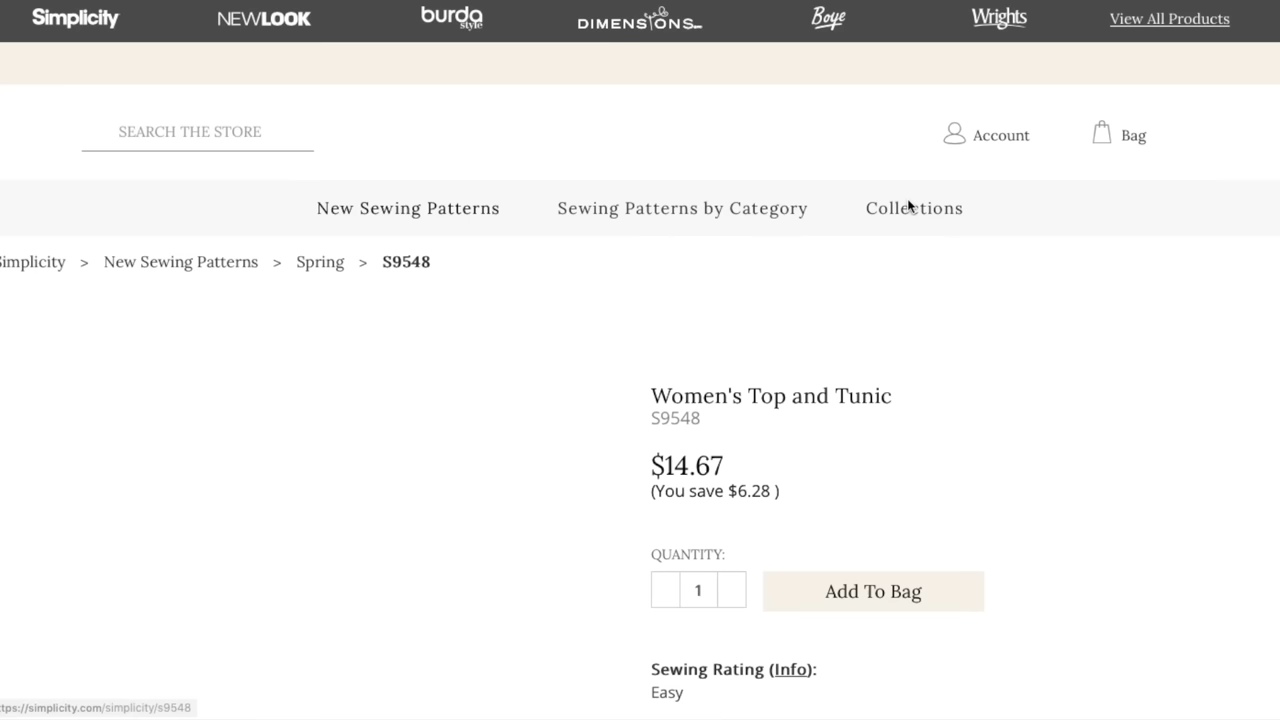 Simplicity NEWLOOK burda style DIMENSIONS Boye Wrights View All Products
SEARCH THE STORE
Account Bag
New Sewing Patterns Sewing Patterns by Category Collections
Simplicity > New Sewing Patterns > Spring > S9548
Women's Top and Tunic
S9548
$14.67
(You save $6.28 )
QUANTITY:
1 Add To Bag
Sewing Rating (Info):
Easy
ttps://simplicity.com/simplicity/s9548